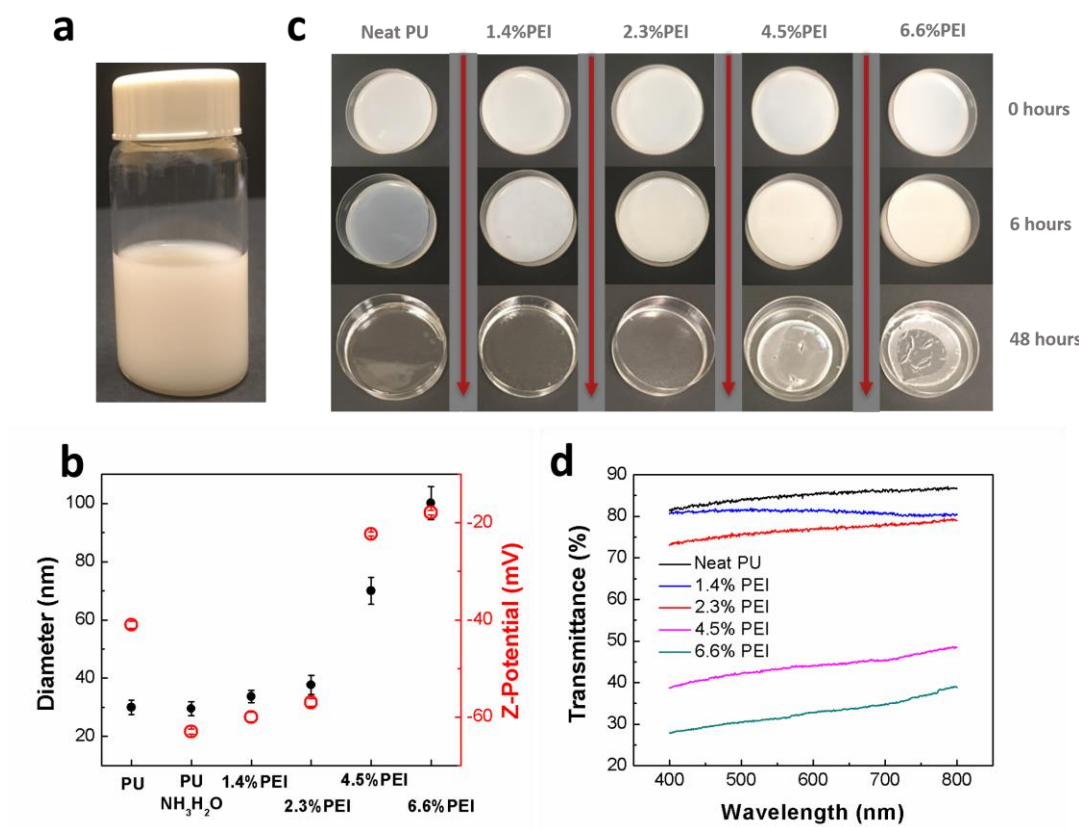 a
c
Neat PU
1.4%PEI
2.3%PEI
4.5%PEI
6.6%PEI
0 hours
6 hours
48 hours
b
Diameter (nm)
100
80
60
40
20
-20
-40
-60
Z-Potential (mV)
PU
PU
NH₃H₂O
1.4%PEI
2.3%PEI
4.5%PEI
6.6%PEI
d
Transmittance (%)
90
80
70
60
50
40
30
20
Neat PU
1.4% PEI
2.3% PEI
4.5% PEI
6.6% PEI
400
500
600
700
800
Wavelength (nm)